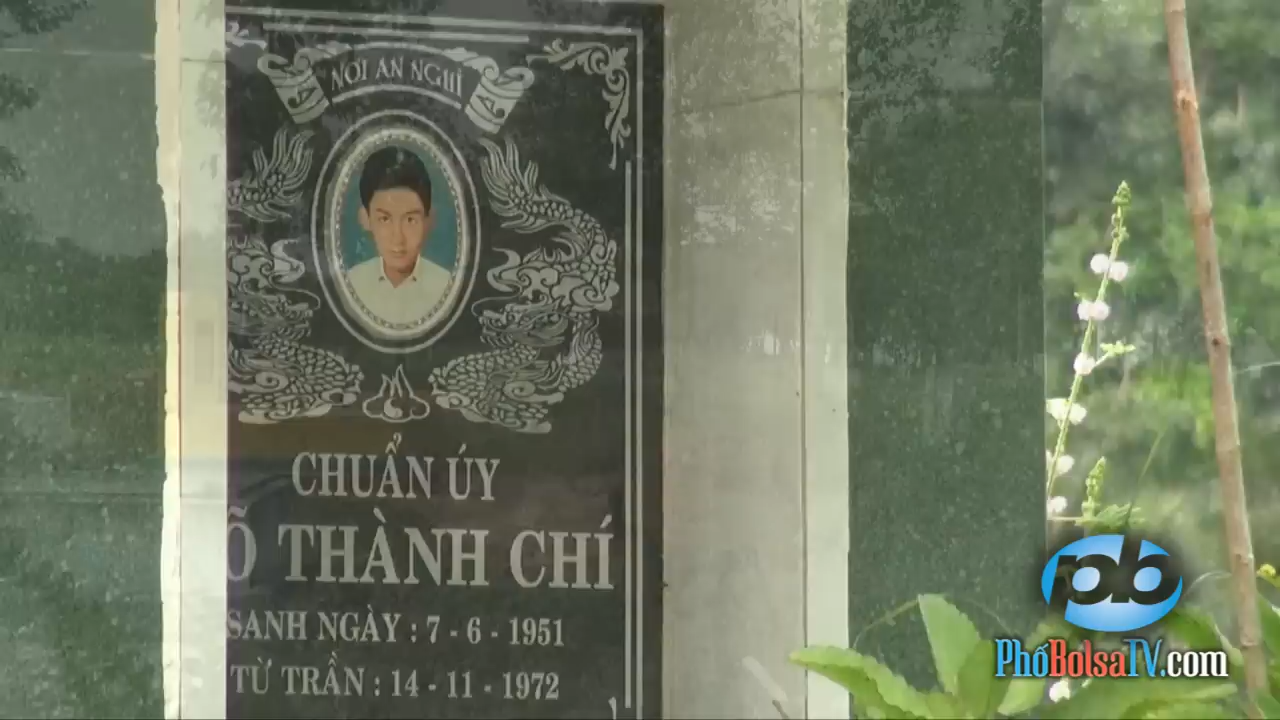 NƠI AN NGHỈ
CHUẨN ÚY
Õ THÀNH CHÍ
SANH NGÀY : 7 - 6 - 1951
TỪ TRẦN : 14 - 11 - 1972
PhốBolsaTV.com